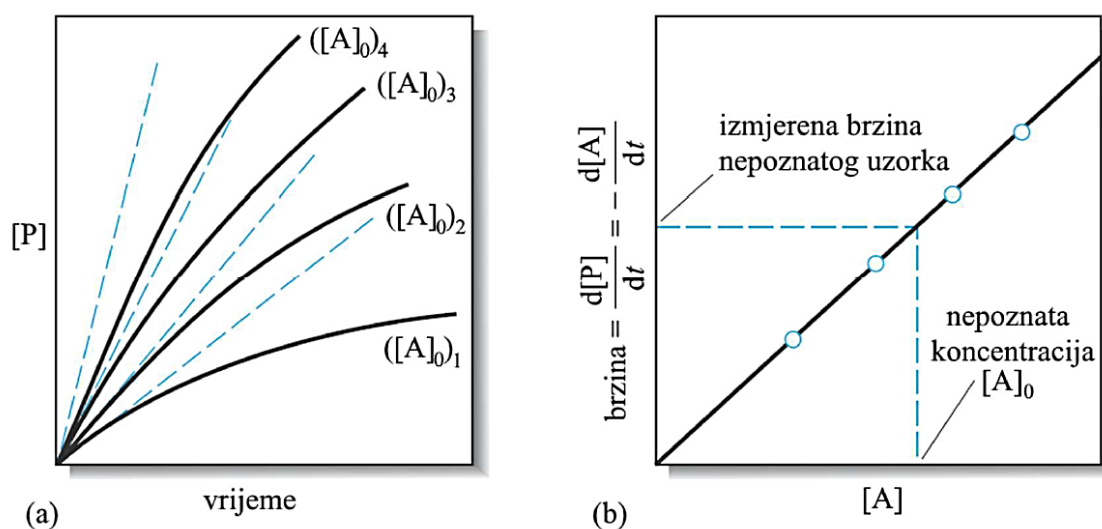 ([A]₀)₄
([A]₀)₃
([A]₀)₂
([A]₀)₁
[P]
vrijeme
(a)
brzina = d[P]/dt = − d[A]/dt
izmjerena brzina
nepoznatog uzorka
nepoznata
koncentracija
[A]₀
[A]
(b)